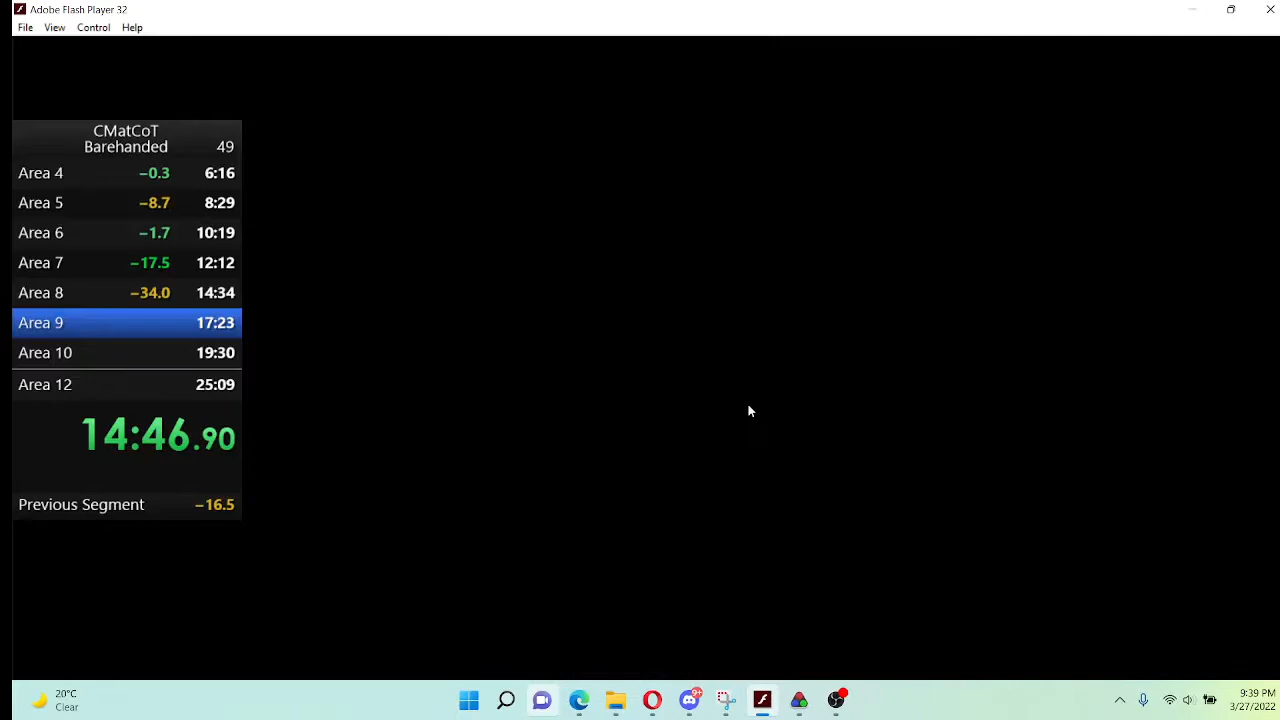 Adobe Flash Player 32
File View Control Help
CMatCoT
Barehanded 49
Area 4 −0.3 6:16
Area 5 −8.7 8:29
Area 6 −1.7 10:19
Area 7 −17.5 12:12
Area 8 −34.0 14:34
Area 9 17:23
Area 10 19:30
Area 12 25:09
14:46.90
Previous Segment −16.5
20°C
Clear
9+
9:39 PM
3/27/2022